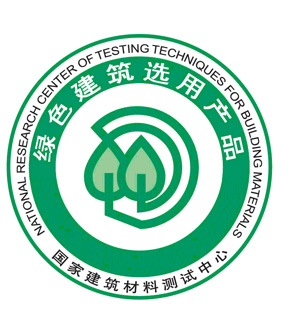 NATIONAL RESEARCH CENTER OF TESTING TECHNIQUES FOR BUILDING MATERIALS
绿色建筑选用产品
国家建筑材料测试中心